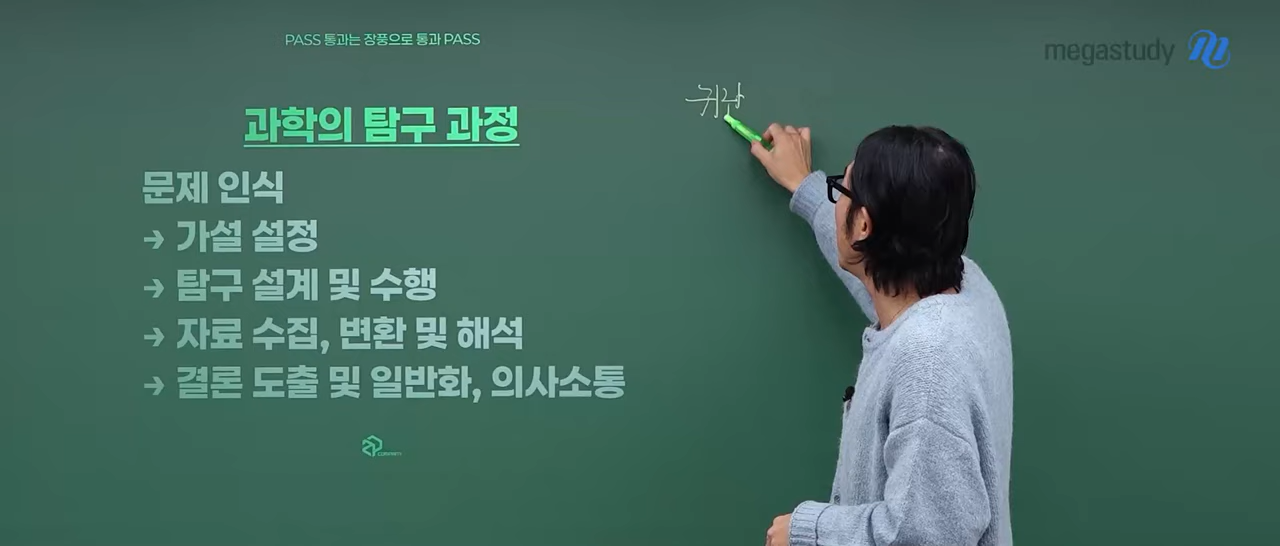 PASS 통과는 장풍으로 통과 PASS
megastudy
과학의 탐구 과정
문제 인식
→ 가설 설정
→ 탐구 설계 및 수행
→ 자료 수집, 변환 및 해석
→ 결론 도출 및 일반화, 의사소통